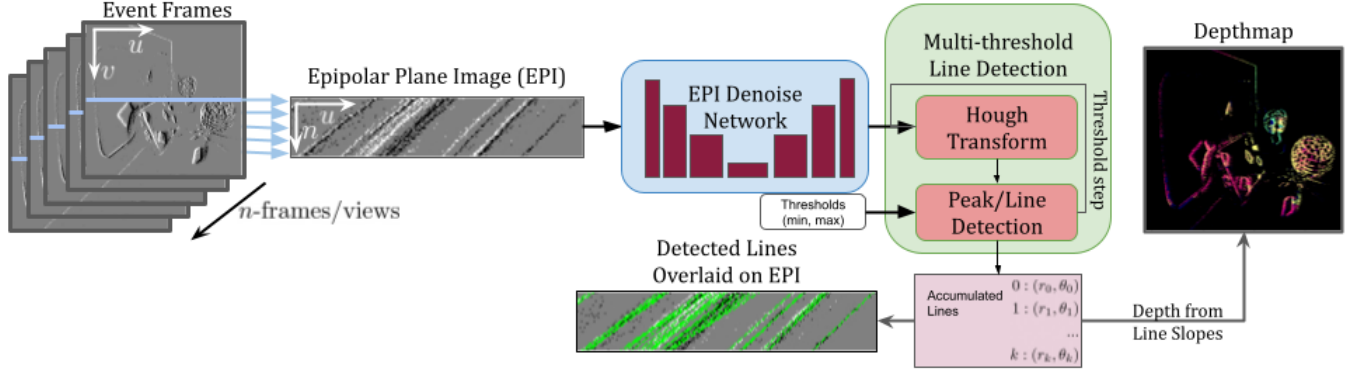 Event Frames
u
v
n-frames/views
Epipolar Plane Image (EPI)
u
n
EPI Denoise
Network
Thresholds
(min, max)
Multi-threshold
Line Detection
Hough
Transform
Peak/Line
Detection
Threshold step
Depthmap
Detected Lines
Overlaid on EPI
Accumulated
Lines
0 : (r₀, θ₀)
1 : (r₁, θ₁)
...
k : (rₖ, θₖ)
Depth from
Line Slopes